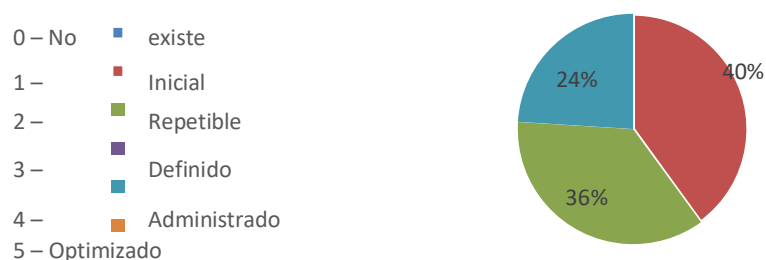 0 – No existe
1 – Inicial
2 – Repetible
3 – Definido
4 – Administrado
5 – Optimizado
40%
24%
36%